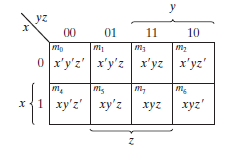 y
yz
x 00 01 11 10
m₀ m₁ m₃ m₂
0 x'y'z' x'y'z x'yz x'yz'
m₄ m₅ m₇ m₆
x 1 xy'z' xy'z xyz xyz'
z